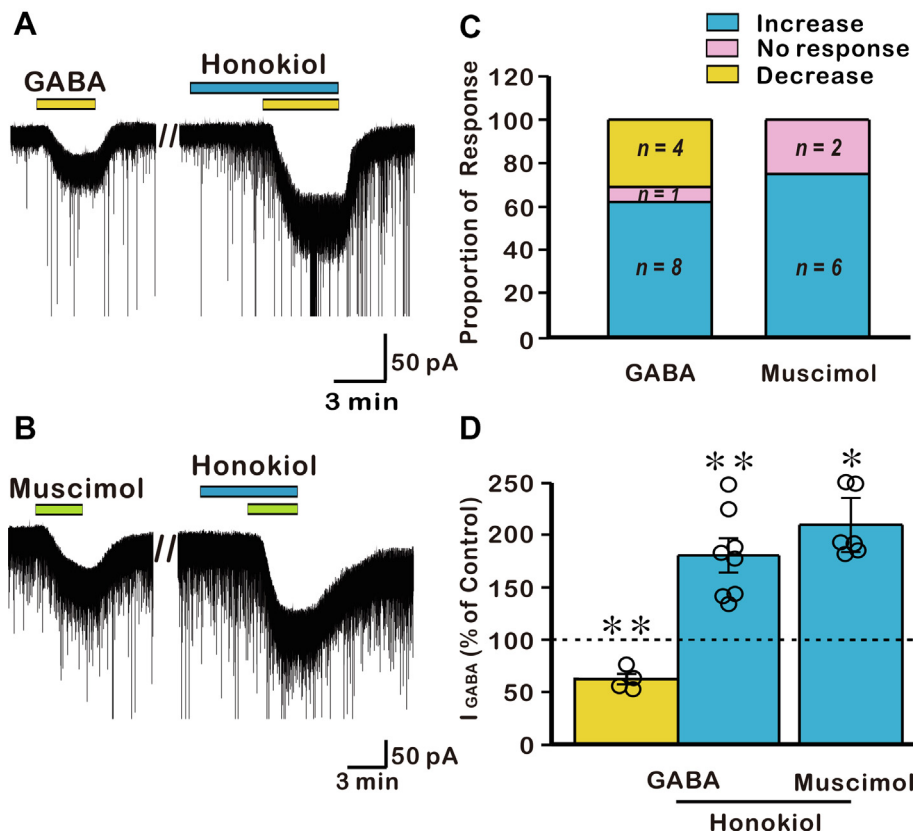 A
GABA
Honokiol
//
50 pA
3 min
B
Muscimol
Honokiol
//
50 pA
3 min
C
Increase
No response
Decrease
Proportion of Response
120
100
80
60
40
20
0
n = 4
n = 1
n = 8
n = 2
n = 6
GABA
Muscimol
D
I GABA (% of Control)
250
200
150
100
50
0
**
**
*
GABA
Muscimol
Honokiol